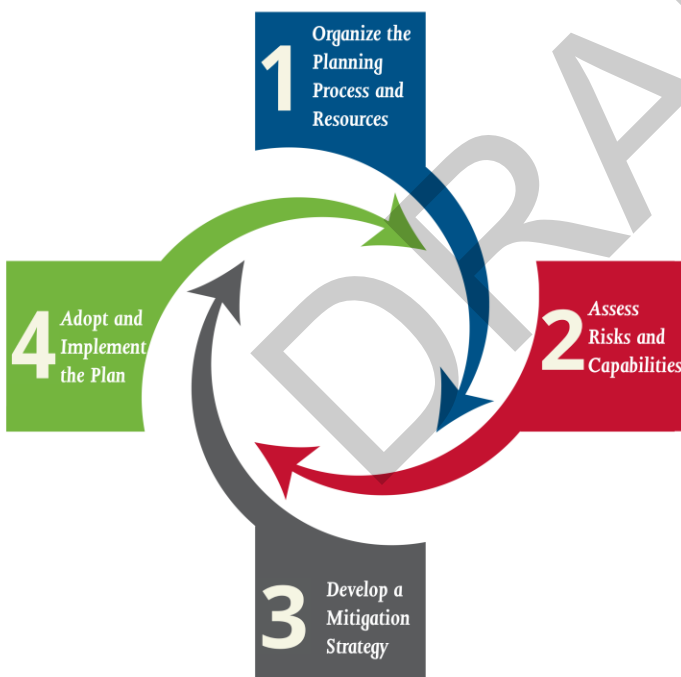 1
Organize the
Planning
Process and
Resources
2
Assess
Risks and
Capabilities
3
Develop a
Mitigation
Strategy
4
Adopt and
Implement
the Plan
DRA